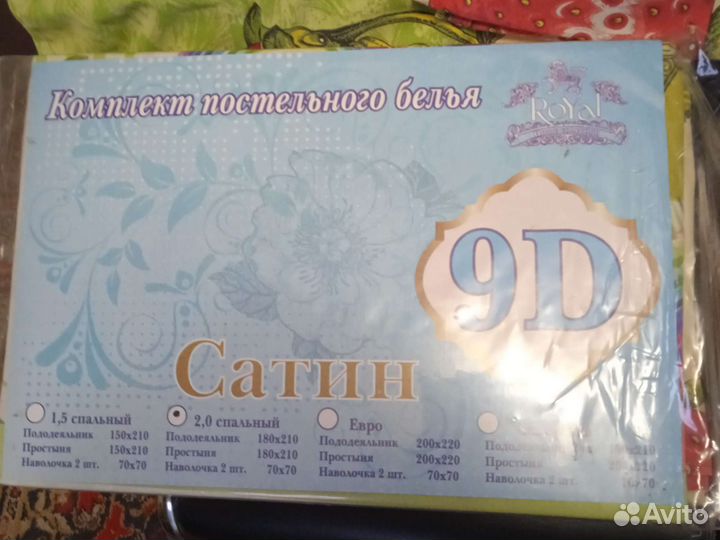 Комплект постельного белья
Royal
9D
Сатин
1,5 спальный
Пододеяльник 150х210
Простыня 150х210
Наволочка 2 шт. 70х70
2,0 спальный
Пододеяльник 180х210
Простыня 180х210
Наволочка 2 шт. 70х70
Евро
Пододеяльник 200х220
Простыня 200х220
Наволочка 2 шт. 70х70
Простыня
Наволочка 2 шт. 70х70
Avito